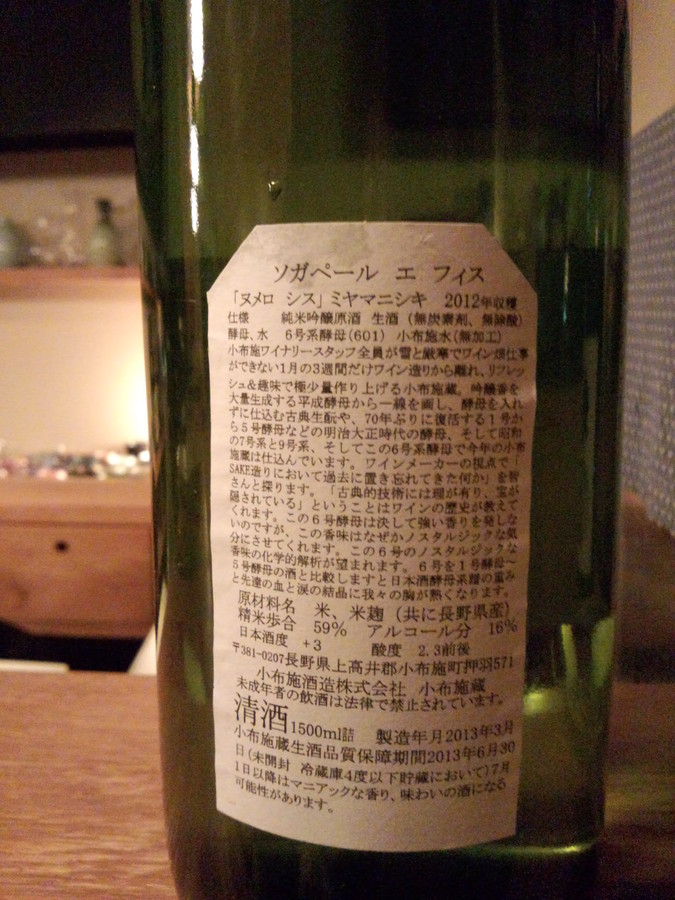 ソガペール エ フィス
「ヌメロ シス」ミヤマニシキ 2012年収穫
仕様 純米吟醸原酒 生酒(無炭素剤、無除酸)
酵母、水 6号系酵母(601) 小布施水(無加工)
小布施ワイナリースタッフ全員が雪と厳寒でワイン畑仕事
ができない1月の3週間だけワイン造りから離れ、リフレッ
シュ&趣味で極少量作り上げる小布施蔵。吟醸香を
大量生成する平成酵母から一線を画し、酵母を入れ
ずに仕込む古典生酛や、70年ぶりに復活する1号か
ら5号酵母などの明治大正時代の酵母、そして昭和
の7号系と9号系、そしてこの6号系酵母で今年の小布
施蔵は仕込んでいます。ワインメーカーの視点で「
SAKE造りにおいて過去に置き忘れてきた何か」を皆
さんと探ります。「古典的技術には理が有り、宝が
隠されている」ということはワインの歴史が教えて
くれます。この6号酵母は決して強い香りを発しな
いのですが、この香味はなぜかノスタルジックな気
分にさせてくれます。この6号のノスタルジックな
香味の化学的解析が望まれます。6号を1号酵母〜
5号酵母の酒と比較しますと日本酒酵母系譜の重み
と先達の血と涙の結晶に我々の胸が熱くなります。
原材料名 米、米麹(共に長野県産)
精米歩合 59% アルコール分 16%
日本酒度 +3 酸度 2.3前後
〒381-0207長野県上高井郡小布施町押羽571
小布施酒造株式会社 小布施蔵
未成年者の飲酒は法律で禁止されています。
清酒1500ml詰 製造年月2013年3月
小布施蔵生酒品質保障期間2013年6月30
日(未開封 冷蔵庫4度以下貯蔵において)7月
1日以降はマニアックな香り、味わいの酒になる
可能性があります。